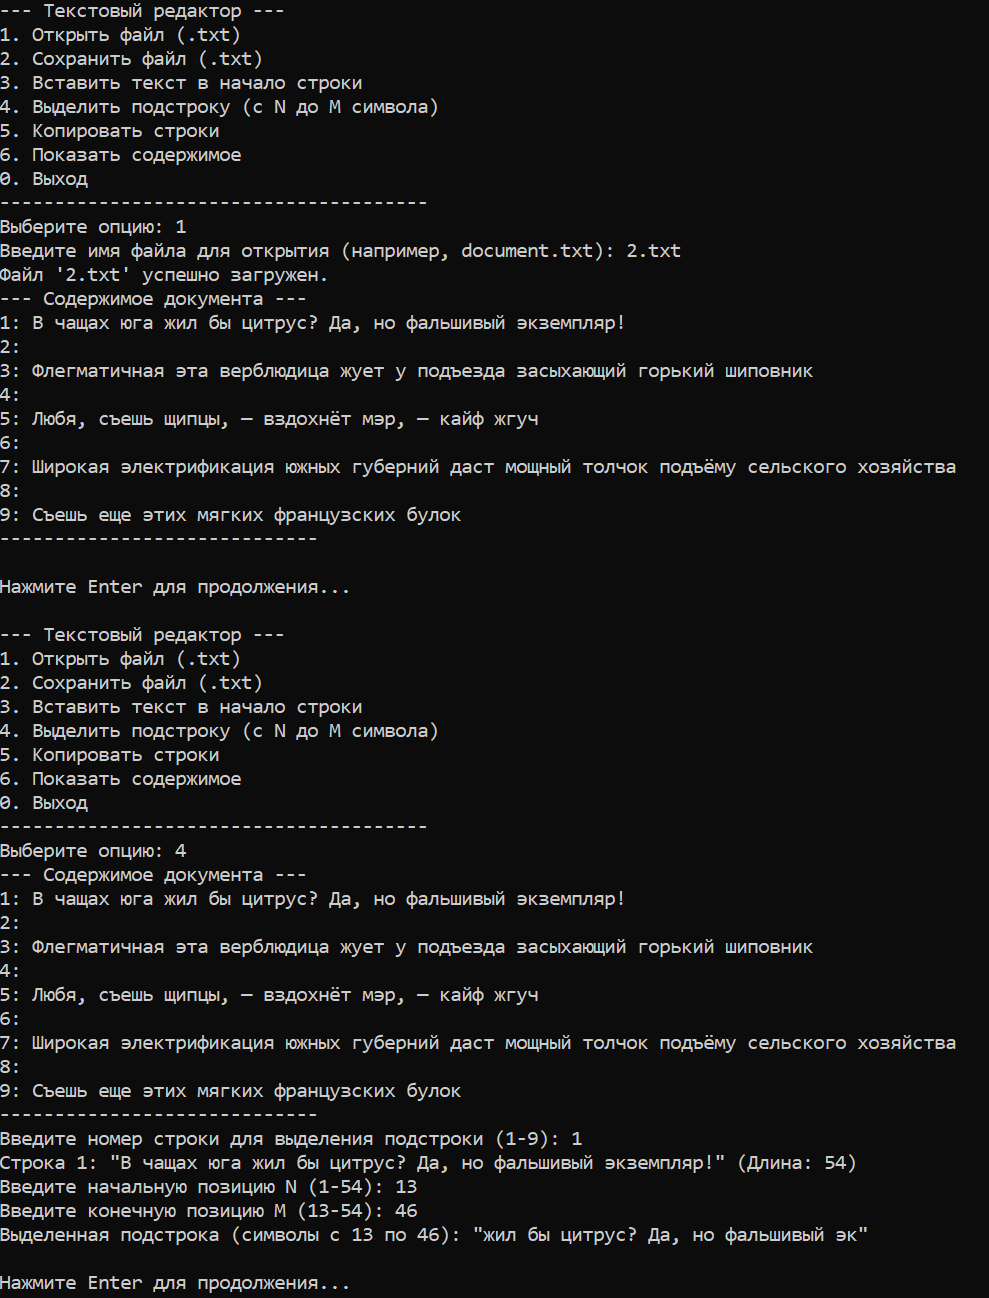 --- Текстовый редактор ---
1. Открыть файл (.txt)
2. Сохранить файл (.txt)
3. Вставить текст в начало строки
4. Выделить подстроку (с N до M символа)
5. Копировать строки
6. Показать содержимое
0. Выход
---------------------------------------
Выберите опцию: 1
Введите имя файла для открытия (например, document.txt): 2.txt
Файл '2.txt' успешно загружен.
--- Содержимое документа ---
1: В чащах юга жил бы цитрус? Да, но фальшивый экземпляр!
2:
3: Флегматичная эта верблюдица жует у подъезда засыхающий горький шиповник
4:
5: Любя, съешь щипцы, — вздохнёт мэр, — кайф жгуч
6:
7: Широкая электрификация южных губерний даст мощный толчок подъёму сельского хозяйства
8:
9: Съешь еще этих мягких французских булок
-----------------------------
Нажмите Enter для продолжения...
--- Текстовый редактор ---
1. Открыть файл (.txt)
2. Сохранить файл (.txt)
3. Вставить текст в начало строки
4. Выделить подстроку (с N до M символа)
5. Копировать строки
6. Показать содержимое
0. Выход
---------------------------------------
Выберите опцию: 4
--- Содержимое документа ---
1: В чащах юга жил бы цитрус? Да, но фальшивый экземпляр!
2:
3: Флегматичная эта верблюдица жует у подъезда засыхающий горький шиповник
4:
5: Любя, съешь щипцы, — вздохнёт мэр, — кайф жгуч
6:
7: Широкая электрификация южных губерний даст мощный толчок подъёму сельского хозяйства
8:
9: Съешь еще этих мягких французских булок
-----------------------------
Введите номер строки для выделения подстроки (1-9): 1
Строка 1: "В чащах юга жил бы цитрус? Да, но фальшивый экземпляр!" (Длина: 54)
Введите начальную позицию N (1-54): 13
Введите конечную позицию M (13-54): 46
Выделенная подстрока (символы с 13 по 46): "жил бы цитрус? Да, но фальшивый эк"
Нажмите Enter для продолжения...